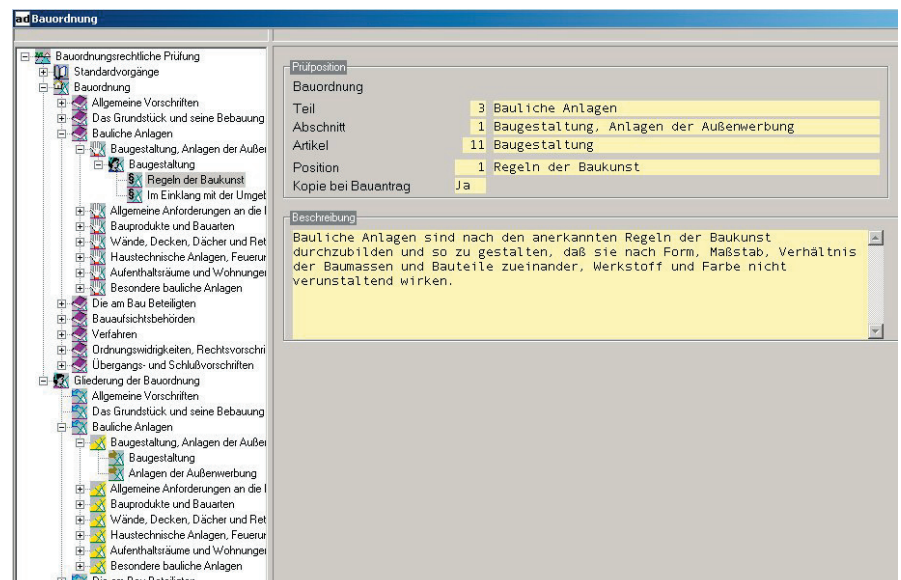 ad Bauordnung
Bauordnungsrechtliche Prüfung
Standardvorgänge
Bauordnung
Allgemeine Vorschriften
Das Grundstück und seine Bebauung
Bauliche Anlagen
Baugestaltung, Anlagen der Außer
Baugestaltung
§ Regeln der Baukunst
§ Im Einklang mit der Umgeb
Allgemeine Anforderungen an die
Bauprodukte und Bauarten
Wände, Decken, Dächer und Ret
Haustechnische Anlagen, Feuerur
Aufenthaltsräume und Wohnunger
Besondere bauliche Anlagen
Die am Bau Beteiligten
Bauaufsichtsbehörden
Verfahren
Ordnungswidrigkeiten, Rechtsvorschri
Übergangs- und Schlußvorschriften
Gliederung der Bauordnung
Allgemeine Vorschriften
Das Grundstück und seine Bebauung
Bauliche Anlagen
Baugestaltung, Anlagen der Außer
Baugestaltung
Anlagen der Außenwerbung
Allgemeine Anforderungen an die
Bauprodukte und Bauarten
Wände, Decken, Dächer und Ret
Haustechnische Anlagen, Feuerur
Aufenthaltsräume und Wohnunger
Besondere bauliche Anlagen
Die am Bau Beteiligten
Prüfposition
Bauordnung
Teil 3 Bauliche Anlagen
Abschnitt 1 Baugestaltung, Anlagen der Außenwerbung
Artikel 11 Baugestaltung
Position 1 Regeln der Baukunst
Kopie bei Bauantrag Ja
Beschreibung
Bauliche Anlagen sind nach den anerkannten Regeln der Baukunst
durchzubilden und so zu gestalten, daß sie nach Form, Maßstab, Verhältnis
der Baumassen und Bauteile zueinander, Werkstoff und Farbe nicht
verunstaltend wirken.